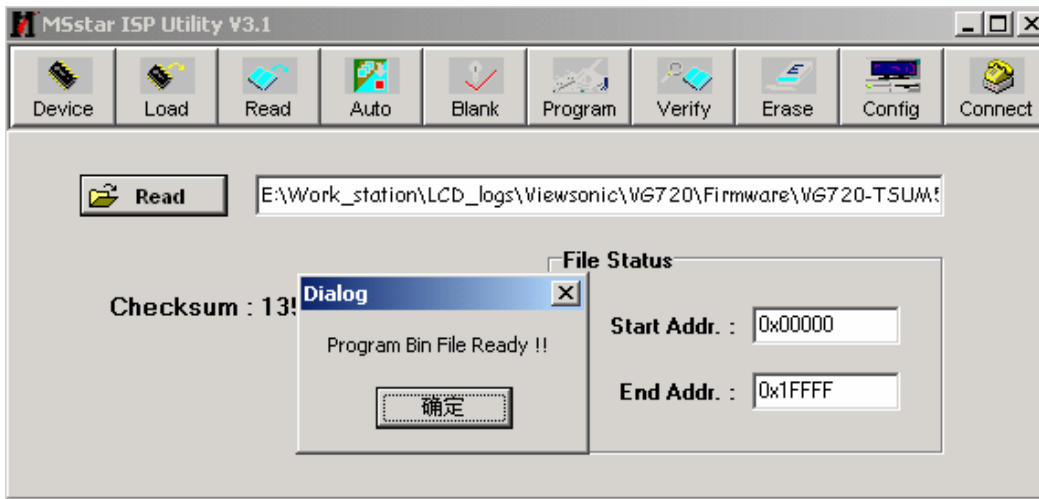 MSstar ISP Utility V3.1
Device Load Read Auto Blank Program Verify Erase Config Connect
Read E:\Work_station\LCD_logs\Viewsonic\VG720\Firmware\VG720-TSUM5
File Status
Checksum : 135
Dialog
Program Bin File Ready !!
确定
Start Addr. : 0x00000
End Addr. : 0x1FFFF